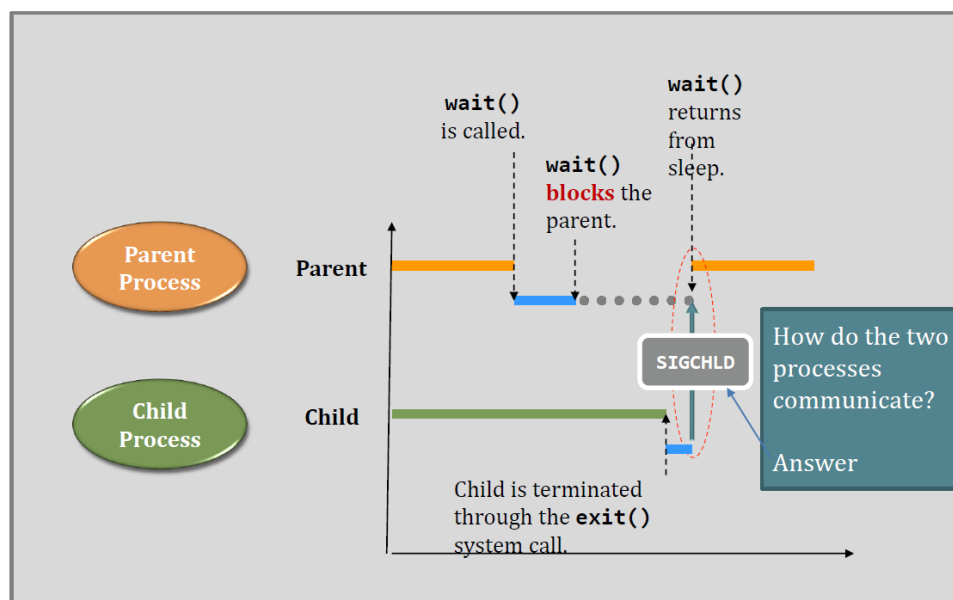 wait()
is called.
wait()
blocks the
parent.
wait()
returns
from
sleep.
Parent
Process
Parent
SIGCHLD
How do the two
processes
communicate?
Answer
Child
Process
Child
Child is terminated
through the exit()
system call.